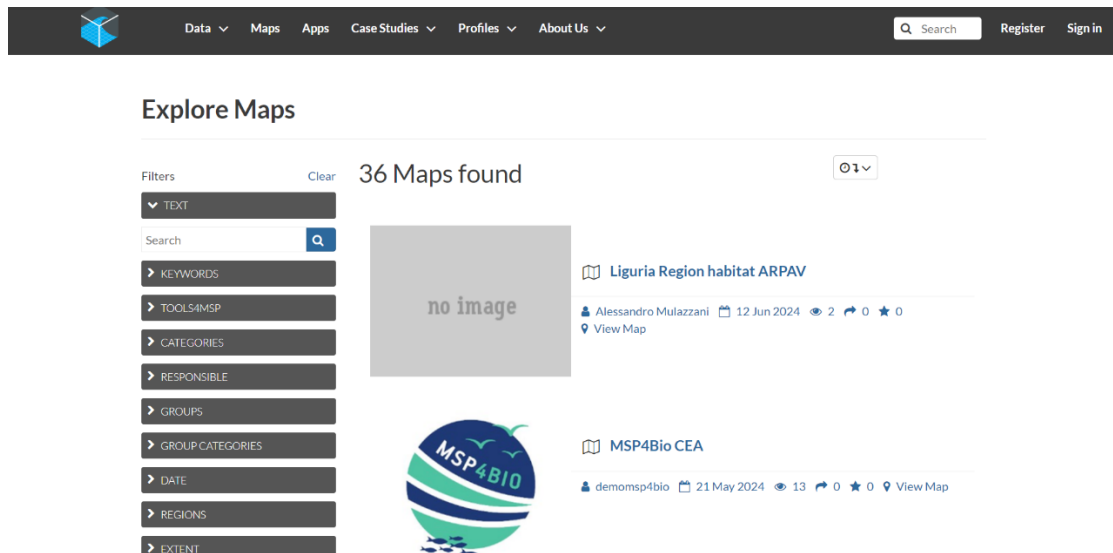 Data Maps Apps Case Studies Profiles About Us Search Register Sign in
Explore Maps
Filters Clear
36 Maps found
TEXT
Search
KEYWORDS
TOOLS4MSP
CATEGORIES
RESPONSIBLE
GROUPS
GROUP CATEGORIES
DATE
REGIONS
EXTENT
no image
Liguria Region habitat ARPAV
Alessandro Mulazzani 12 Jun 2024 2 0 0
View Map
MSP4BIO
MSP4Bio CEA
demomsp4bio 21 May 2024 13 0 0 View Map